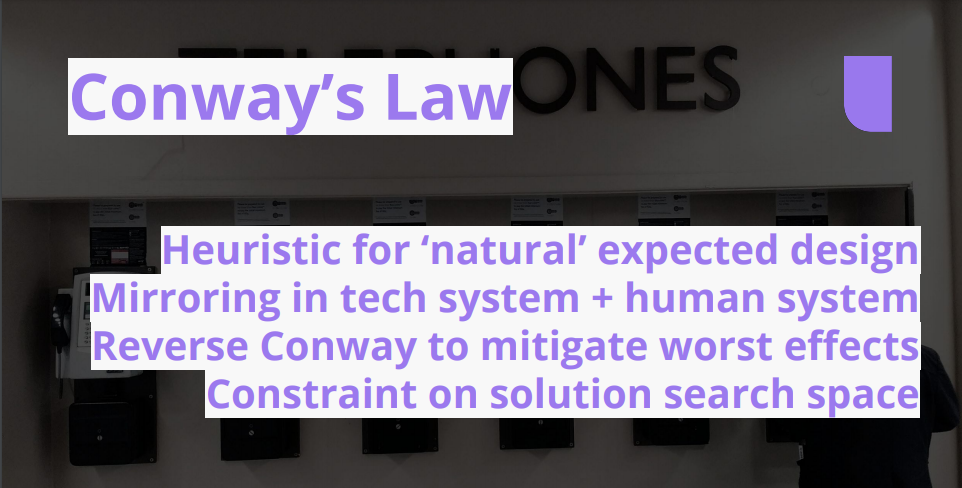 TELEPHONES
Conway’s Law
Heuristic for ‘natural’ expected design
Mirroring in tech system + human system
Reverse Conway to mitigate worst effects
Constraint on solution search space